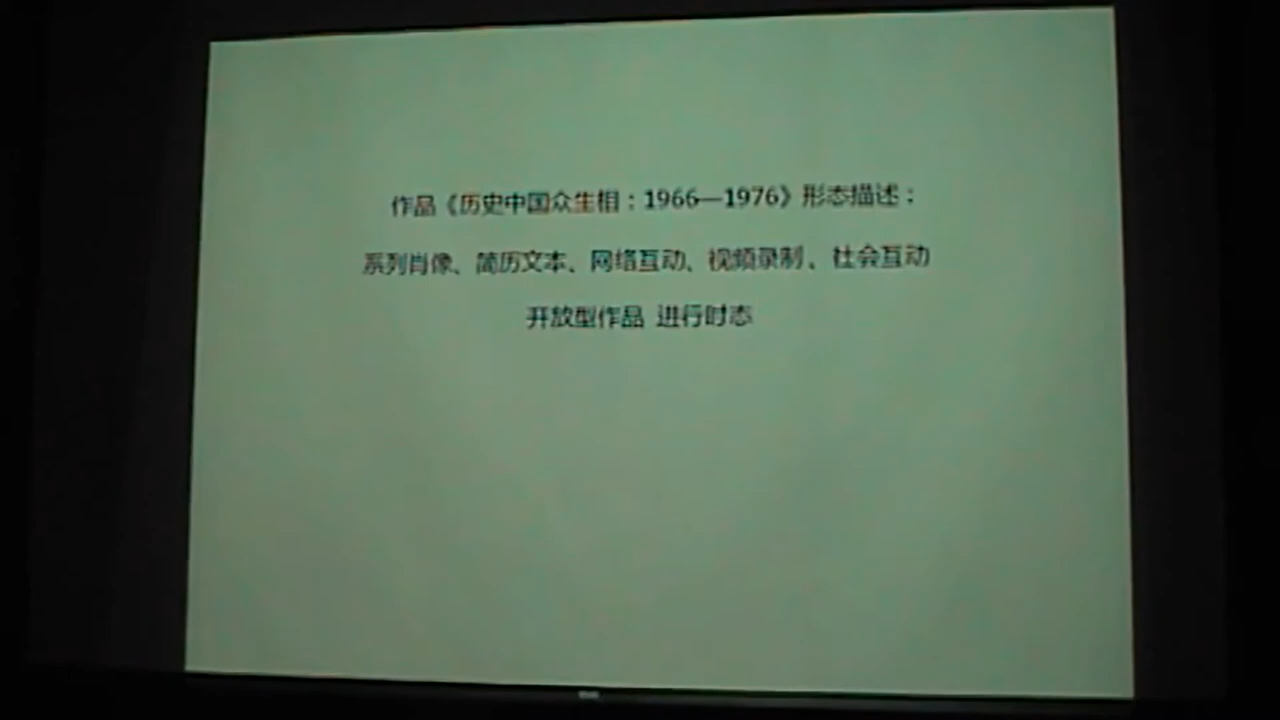 作品《历史中国众生相：1966—1976》形态描述：
系列肖像、简历文本、网络互动、视频录制、社会互动
开放型作品 进行时态